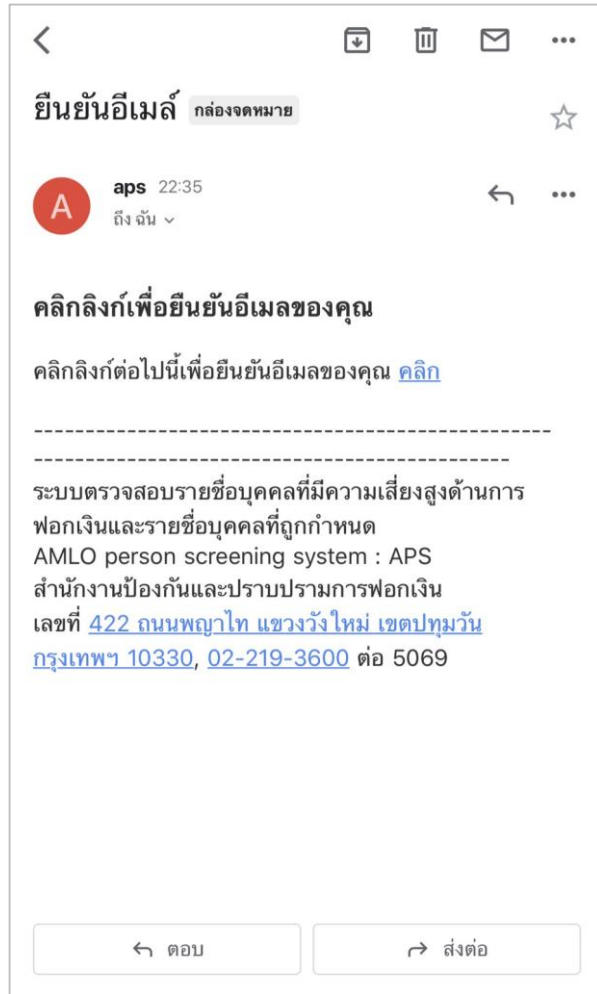 ยืนยันอีเมล์ กล่องจดหมาย
A
aps 22:35
ถึง ฉัน
คลิกลิงก์เพื่อยืนยันอีเมลของคุณ
คลิกลิงก์ต่อไปนี้เพื่อยืนยันอีเมลของคุณ คลิก
--------------------------------------------------
----------------------------------------------
ระบบตรวจสอบรายชื่อบุคคลที่มีความเสี่ยงสูงด้านการ
ฟอกเงินและรายชื่อบุคคลที่ถูกกำหนด
AMLO person screening system : APS
สำนักงานป้องกันและปราบปรามการฟอกเงิน
เลขที่ 422 ถนนพญาไท แขวงวังใหม่ เขตปทุมวัน
กรุงเทพฯ 10330, 02-219-3600 ต่อ 5069
ตอบ
ส่งต่อ